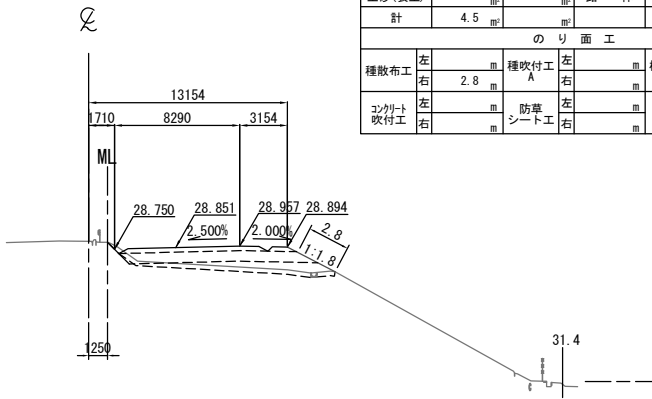 計 4.5 m² m²
のり面工
種散布工 左 m 種吹付工 A 左 m
右 2.8 m 右 m
コンクリート吹付工 左 m 防草シートエ 左 m
右 m 右 m
13154
1710 8290 3154
ML
28.750 28.851 28.957 28.894
2.500% 2.000% 2.8
1:1.8
1250
31.4